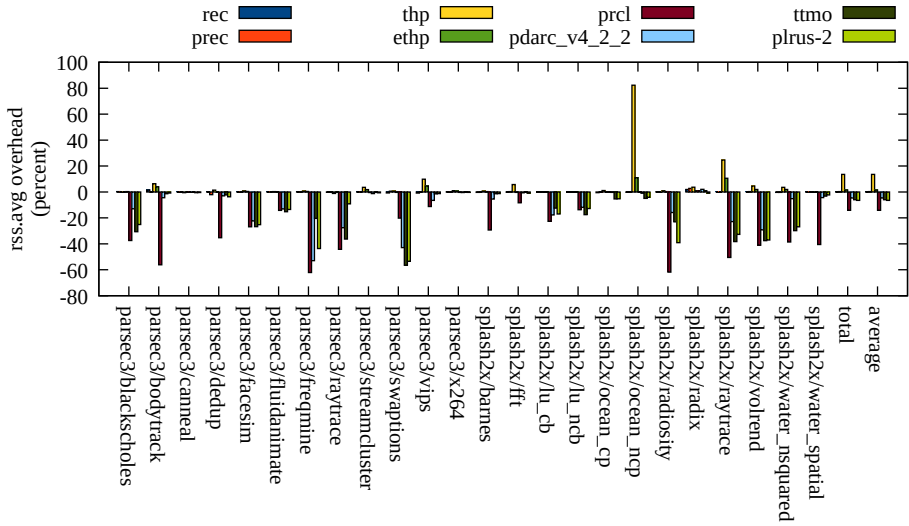 rec thp prcl ttmo
prec ethp pdarc_v4_2_2 plrus-2
rss.avg overhead
(percent)
100
80
60
40
20
0
-20
-40
-60
-80
parsec3/blackscholes
parsec3/bodytrack
parsec3/canneal
parsec3/dedup
parsec3/facesim
parsec3/fluidanimate
parsec3/freqmine
parsec3/raytrace
parsec3/streamcluster
parsec3/swaptions
parsec3/vips
parsec3/x264
splash2x/barnes
splash2x/fft
splash2x/lu_cb
splash2x/lu_ncb
splash2x/ocean_cp
splash2x/ocean_ncp
splash2x/radiosity
splash2x/radix
splash2x/raytrace
splash2x/volrend
splash2x/water_nsquared
splash2x/water_spatial
total
average